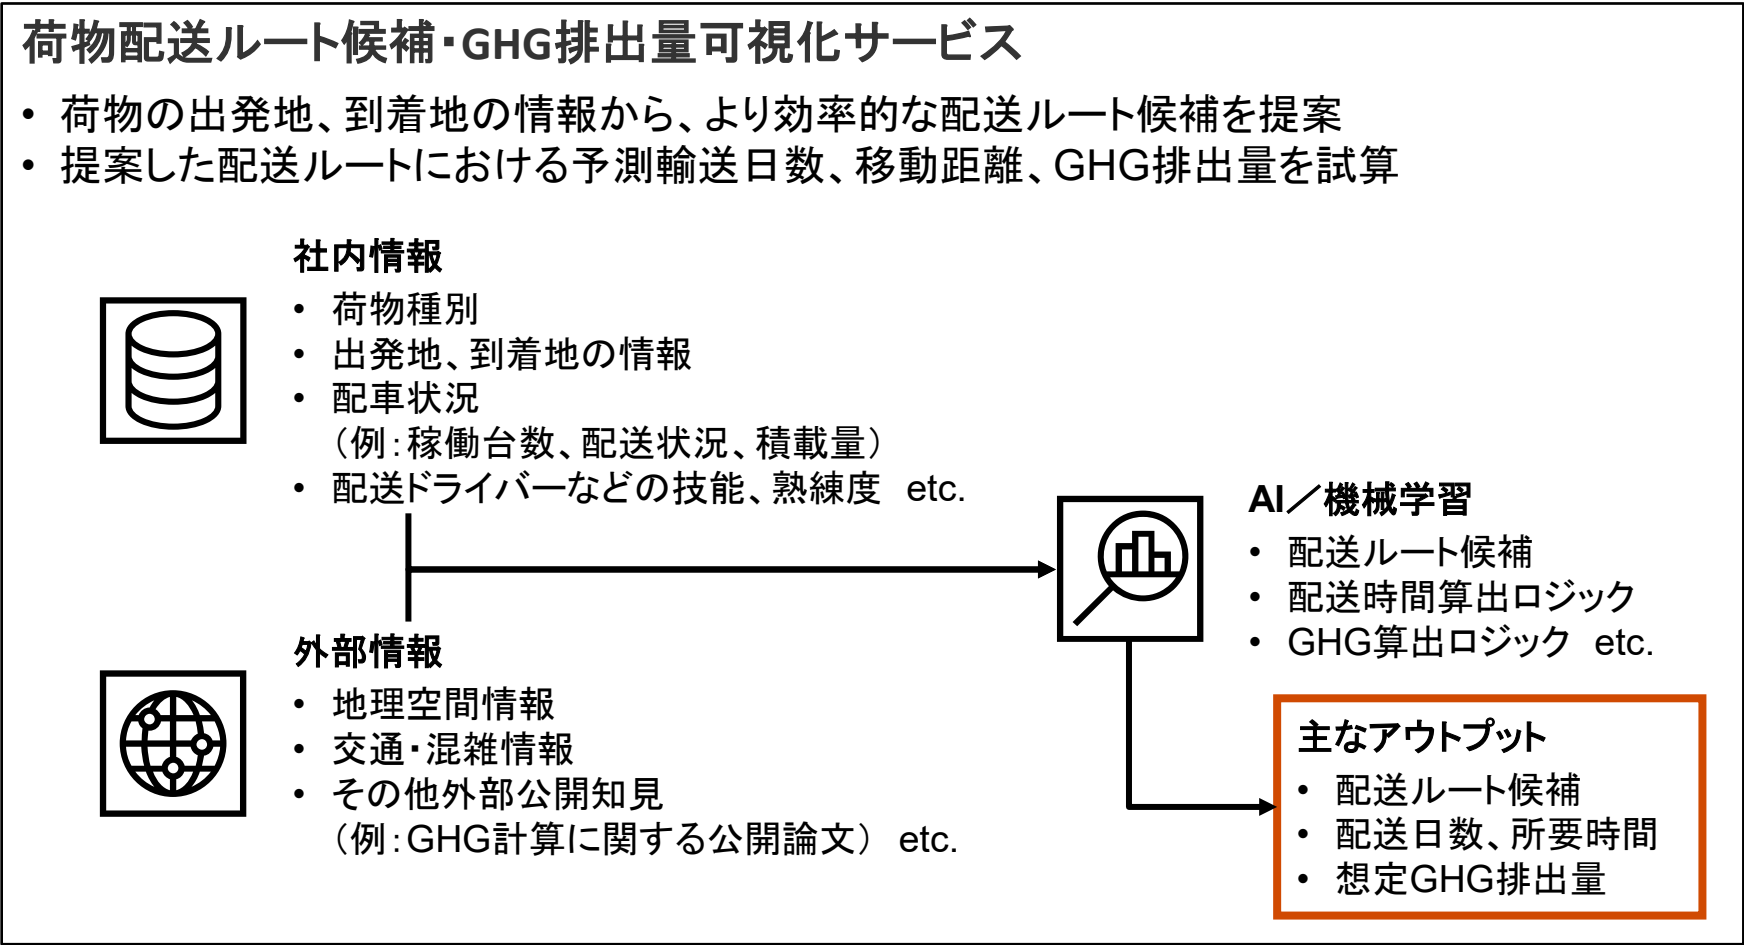 荷物配送ルート候補・GHG排出量可視化サービス
• 荷物の出発地、到着地の情報から、より効率的な配送ルート候補を提案
• 提案した配送ルートにおける予測輸送日数、移動距離、GHG排出量を試算
社内情報
• 荷物種別
• 出発地、到着地の情報
• 配車状況
（例：稼働台数、配送状況、積載量）
• 配送ドライバーなどの技能、熟練度 etc.
外部情報
• 地理空間情報
• 交通・混雑情報
• その他外部公開知見
（例：GHG計算に関する公開論文） etc.
AI／機械学習
• 配送ルート候補
• 配送時間算出ロジック
• GHG算出ロジック etc.
主なアウトプット
• 配送ルート候補
• 配送日数、所要時間
• 想定GHG排出量